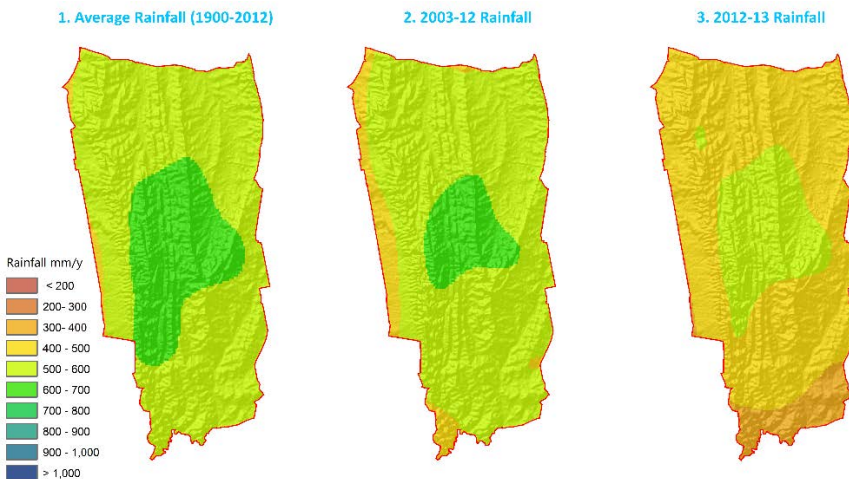 1. Average Rainfall (1900-2012)
2. 2003-12 Rainfall
3. 2012-13 Rainfall
Rainfall mm/y
< 200
200- 300
300- 400
400 - 500
500 - 600
600 - 700
700 - 800
800 - 900
900 - 1,000
> 1,000